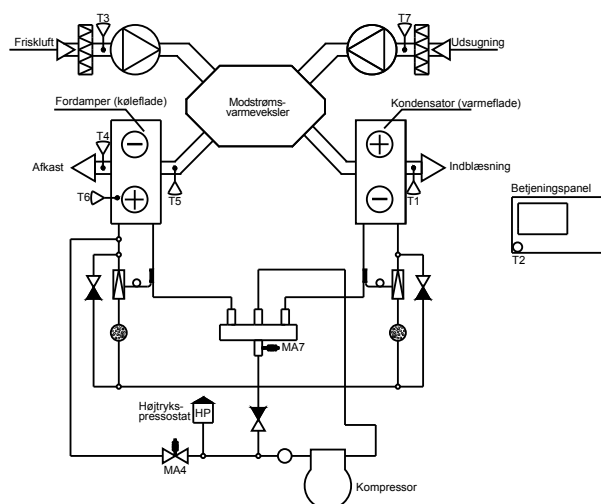 T3
T7
Friskluft
Udsugning
Modstrøms-
varmeveksler
Fordamper (køleflade)
Kondensator (varmeflade)
T4
Afkast
T6
T5
Indblæsning
T1
Betjeningspanel
T2
MA7
Højtryks-
pressostat
HP
MA4
Kompressor